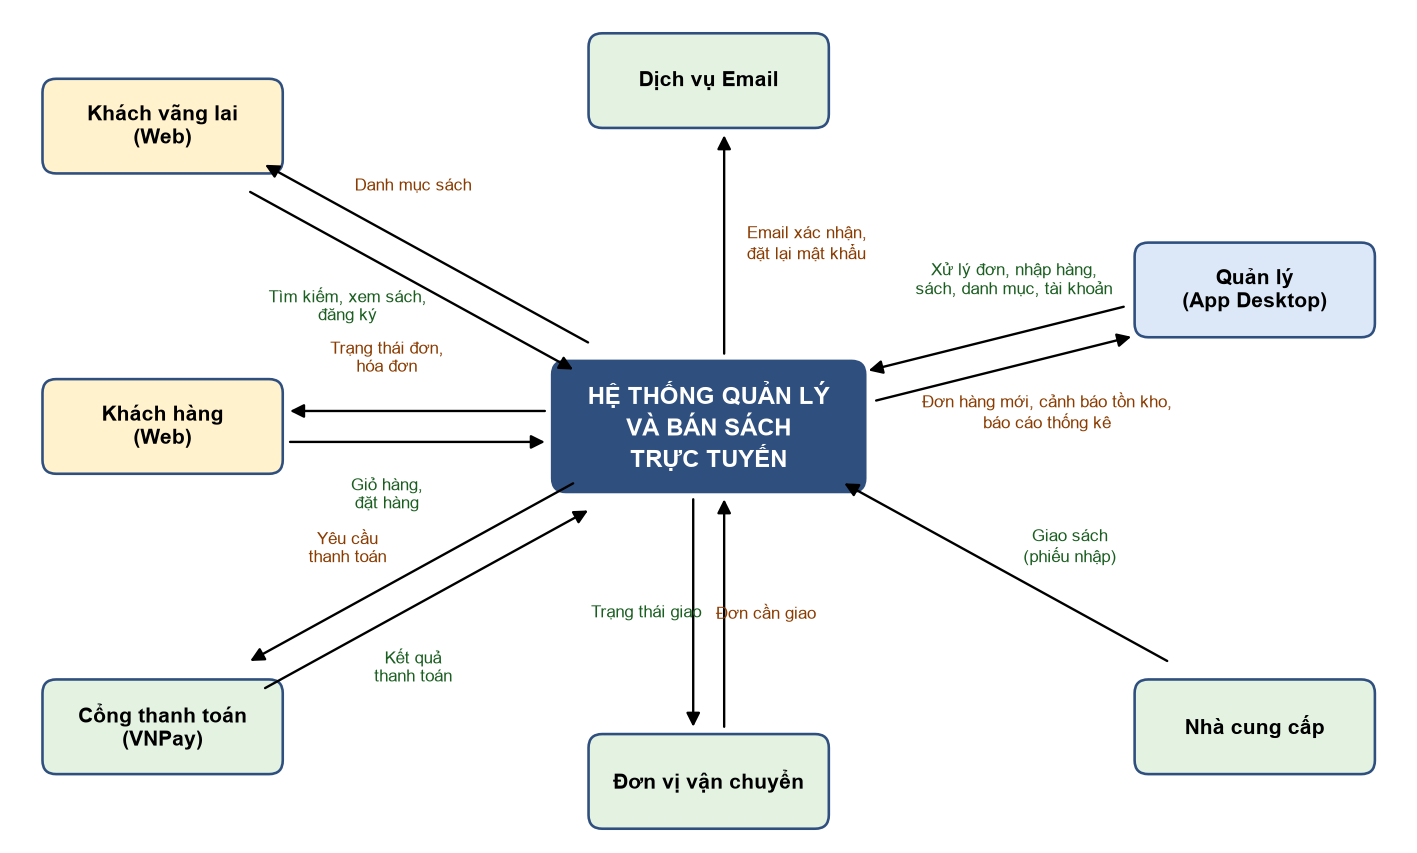 Dịch vụ Email
Khách vãng lai
(Web)
Danh mục sách
Email xác nhận,
đặt lại mật khẩu
Xử lý đơn, nhập hàng,
sách, danh mục, tài khoản
Quản lý
(App Desktop)
Tìm kiếm, xem sách,
đăng ký
Trạng thái đơn,
hóa đơn
Khách hàng
(Web)
HỆ THỐNG QUẢN LÝ
VÀ BÁN SÁCH
TRỰC TUYẾN
Đơn hàng mới, cảnh báo tồn kho,
báo cáo thống kê
Giỏ hàng,
đặt hàng
Yêu cầu
thanh toán
Giao sách
(phiếu nhập)
Trạng thái giao
Đơn cần giao
Kết quả
thanh toán
Cổng thanh toán
(VNPay)
Đơn vị vận chuyển
Nhà cung cấp